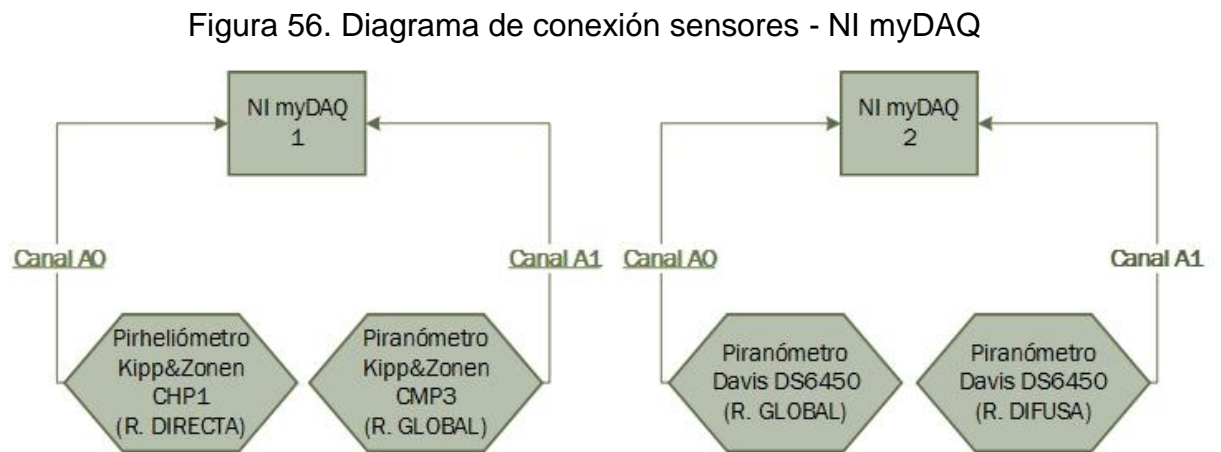 Figura 56. Diagrama de conexión sensores - NI myDAQ
NI myDAQ
1
Canal A0
Canal A1
Pirheliómetro
Kipp&Zonen
CHP1
(R. DIRECTA)
Piranómetro
Kipp&Zonen
CMP3
(R. GLOBAL)
NI myDAQ
2
Canal A0
Canal A1
Piranómetro
Davis DS6450
(R. GLOBAL)
Piranómetro
Davis DS6450
(R. DIFUSA)